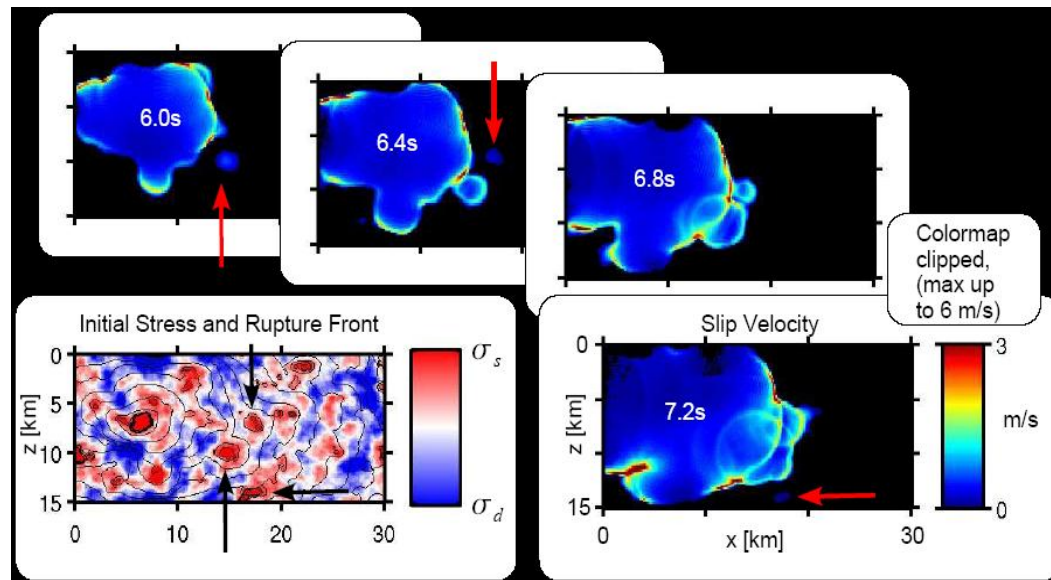 6.0s
6.4s
6.8s
Colormap
clipped,
(max up
to 6 m/s)
Initial Stress and Rupture Front
0
5
10
15
z [km]
0
10
20
30
σs
σd
Slip Velocity
7.2s
0
z [km]
15
0
x [km]
30
3
m/s
0